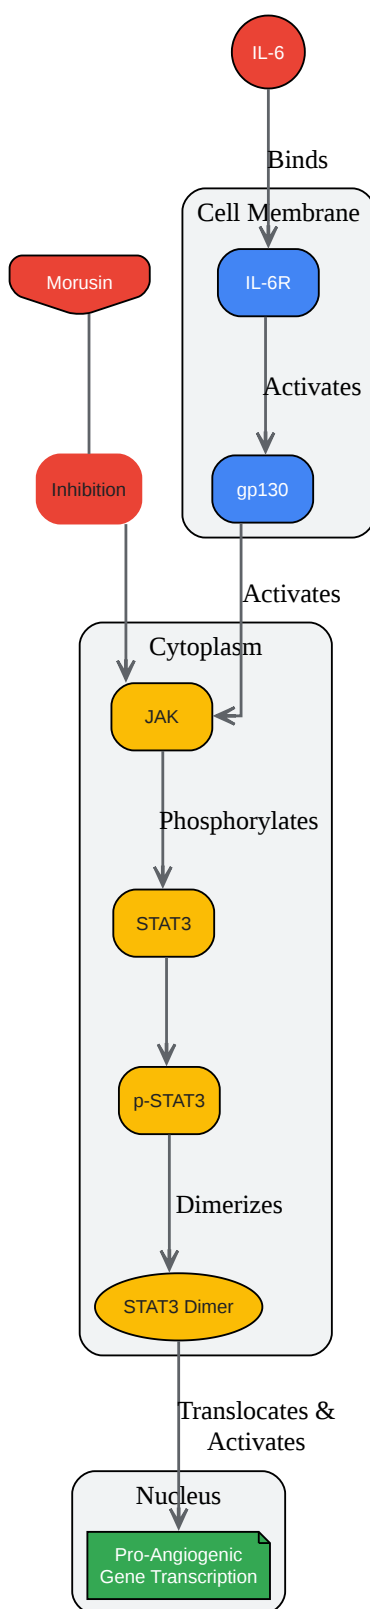 IL-6
Binds
Cell Membrane
Morusin
IL-6R
Activates
Inhibition
gp130
Activates
Cytoplasm
JAK
Phosphorylates
STAT3
p-STAT3
Dimerizes
STAT3 Dimer
Translocates &
Activates
Nucleus
Pro-Angiogenic
Gene Transcription